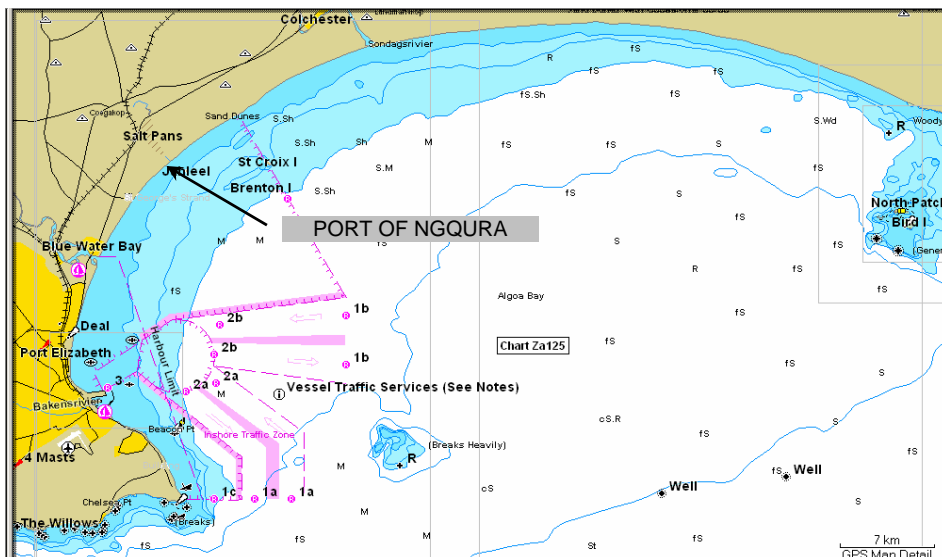 Colchester
Sondagsrivier
fS
R
fS
fS
fS.Sh
fS
Coegakop
Sand Dunes
S.Sh
M
S.Wd
R
Woody
Salt Pans
S.Sh
M
fS
fS
S
St Croix I
S.M
fS
Brenton I
S.Sh
fS
S
North Patch
Bird I
PORT OF NGQURA
M
M
fS
S
(Gener
Blue Water Bay
R
fS
fS
Algoa Bay
1b
2b
Deal
Harbour Limit
Chart Za125
Port Elizabeth
2b
1b
fS
3
2a
2a
M
Vessel Traffic Services (See Notes)
Bakensrivier
S
cS.R
Beacon Pt
Inshore Traffic Zone
(Breaks Heavily)
fS
S
4 Masts
R
M
fS
Well
Well
cS
1c
1a
1a
S
Chelsea Pt
The Willows
(Breaks)
M
fS
fS
St
7 km
GPS Map Detail